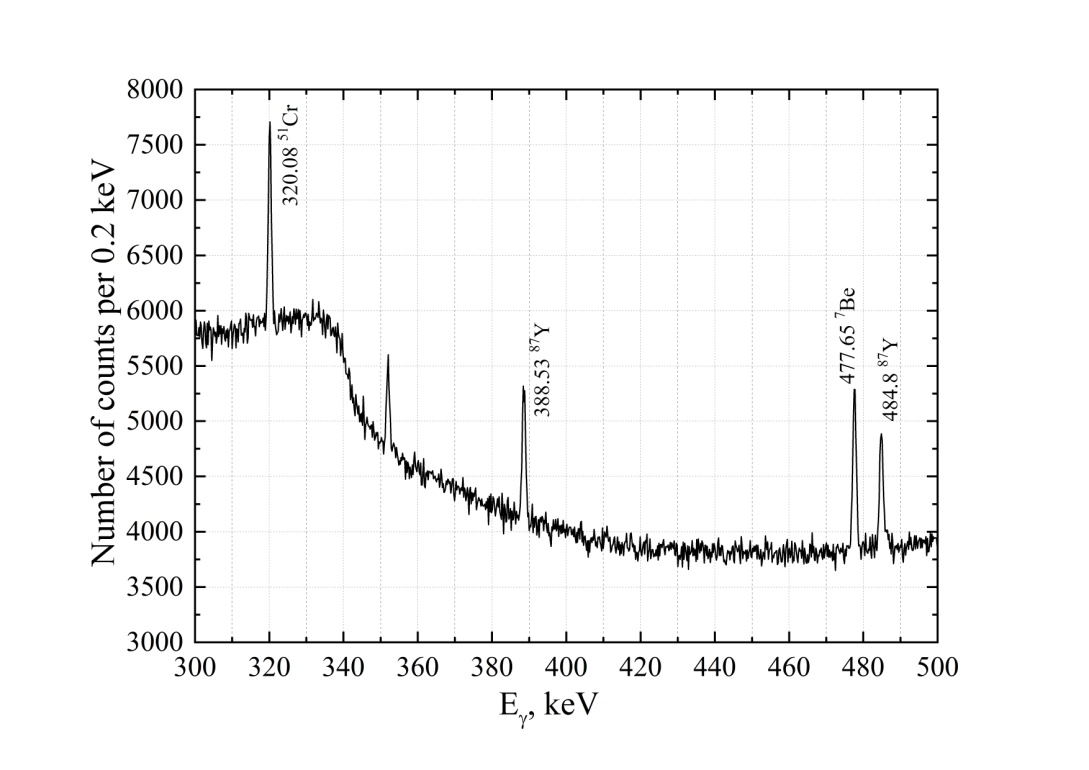 Number of counts per 0.2 keV
8000
7500
7000
6500
6000
5500
5000
4500
4000
3500
3000
320.08 ⁵¹Cr
388.53 ⁸⁷Y
477.65 ⁷Be
484.8 ⁸⁷Y
300 320 340 360 380 400 420 440 460 480 500
Eᵧ, keV